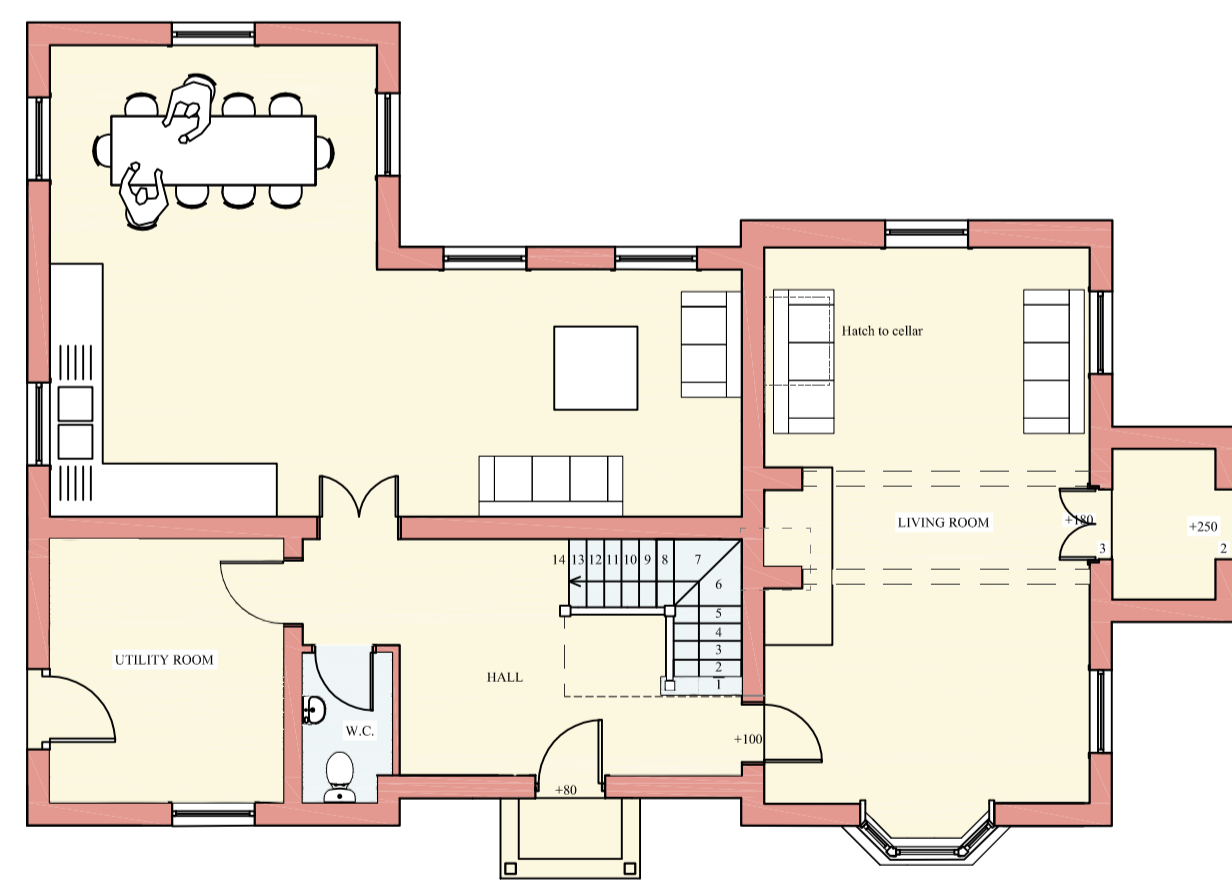 Hatch to cellar
LIVING ROOM
+180
+250
3
2
14 13 12 11 10 9 8 7
6
5
4
3
2
1
UTILITY ROOM
HALL
W.C.
+100
+80